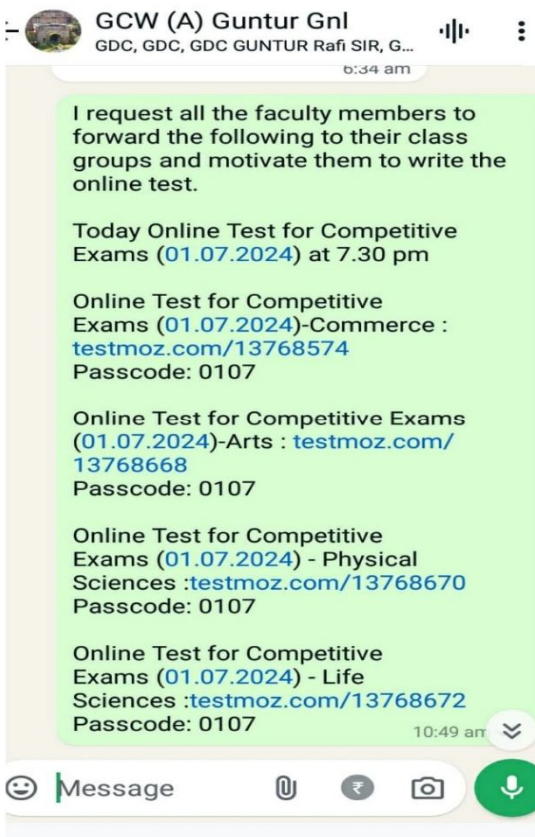 GCW (A) Guntur Gnl
GDC, GDC, GDC GUNTUR Rafi SIR, G...
6:34 am
I request all the faculty members to
forward the following to their class
groups and motivate them to write the
online test.
Today Online Test for Competitive
Exams (01.07.2024) at 7.30 pm
Online Test for Competitive
Exams (01.07.2024)-Commerce :
testmoz.com/13768574
Passcode: 0107
Online Test for Competitive Exams
(01.07.2024)-Arts : testmoz.com/
13768668
Passcode: 0107
Online Test for Competitive
Exams (01.07.2024) - Physical
Sciences :testmoz.com/13768670
Passcode: 0107
Online Test for Competitive
Exams (01.07.2024) - Life
Sciences :testmoz.com/13768672
Passcode: 0107
10:49 am
Message
₹